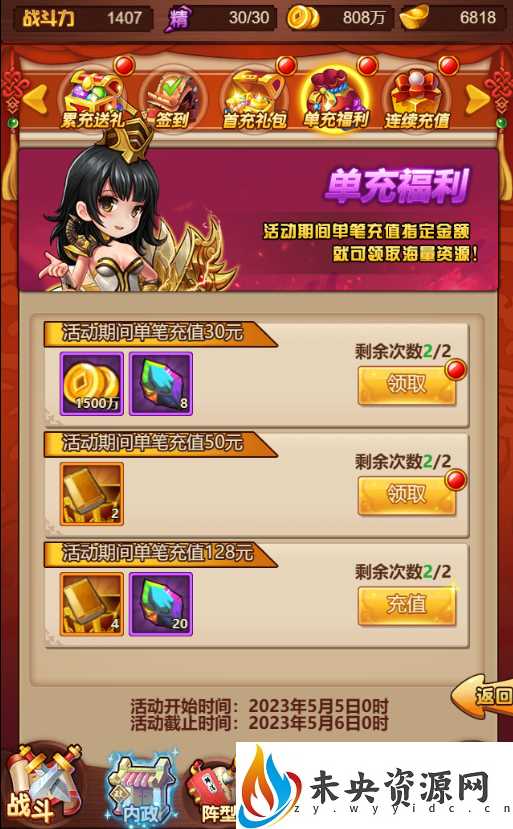 战斗力 1407 精 30/30 808万 6818
累充送礼 签到 首充礼包 单充福利 连续充值
单充福利
活动期间单笔充值指定金额
就可领取海量资源!
活动期间单笔充值30元
剩余次数2/2
1500万 8 领取
活动期间单笔充值50元
剩余次数2/2
2 领取
活动期间单笔充值128元
剩余次数2/2
4 20 充值
活动开始时间: 2023年5月5日0时
活动截止时间: 2023年5月6日0时
返回
战斗 内政 阵型
未央资源网
zy.wyyidc.cn